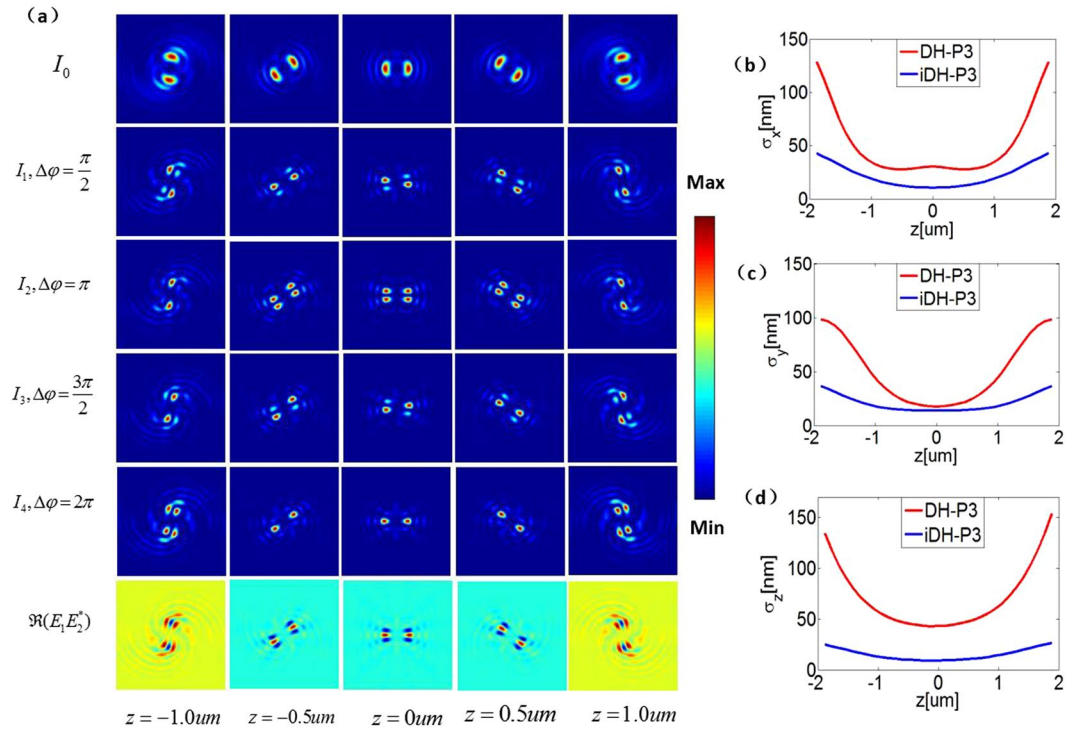 (a)
I₀
I₁, Δφ = π/2
I₂, Δφ = π
I₃, Δφ = 3π/2
I₄, Δφ = 2π
ℜ(E₁E₂*)
z = −1.0um
z = −0.5um
z = 0um
z = 0.5um
z = 1.0um
Max
Min
(b)
150
100
50
0
σₓ[nm]
DH-P3
iDH-P3
-2 -1 0 1 2
z[um]
(c)
150
100
50
0
σy[nm]
DH-P3
iDH-P3
-2 -1 0 1 2
z[um]
(d)
150
100
50
0
σz[nm]
DH-P3
iDH-P3
-2 -1 0 1 2
z[um]